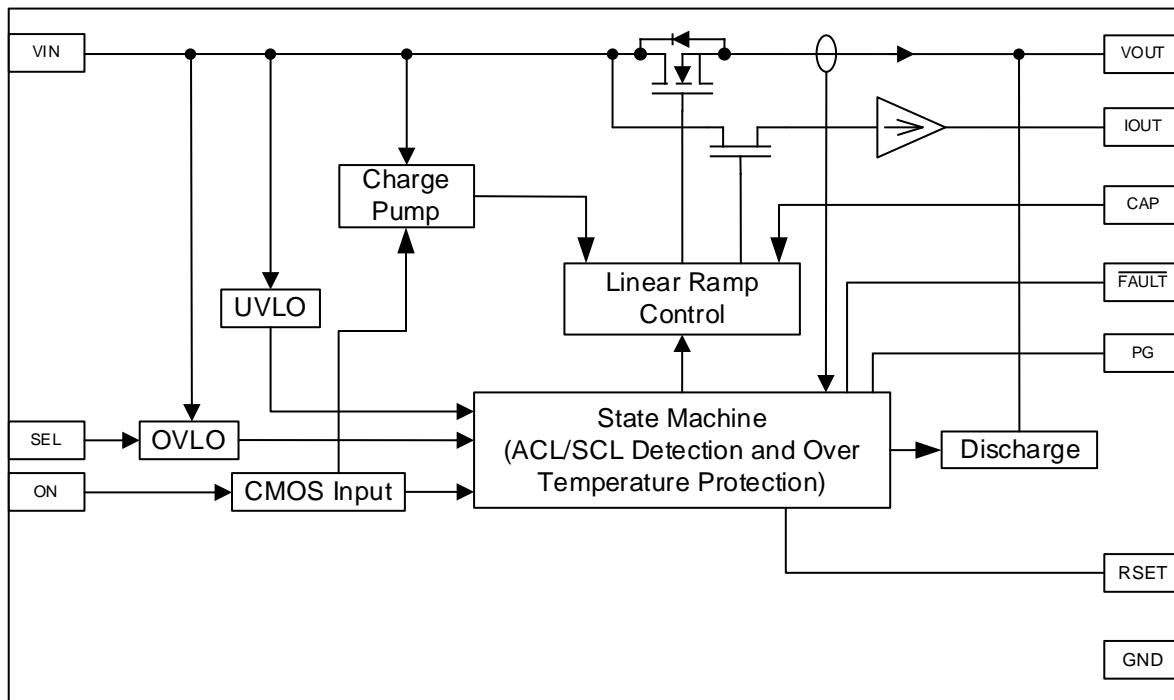 VIN
VOUT
IOUT
Charge
Pump
CAP
Linear Ramp
Control
FAULT
UVLO
PG
State Machine
(ACL/SCL Detection and Over
Temperature Protection)
SEL
OVLO
Discharge
ON
CMOS Input
RSET
GND